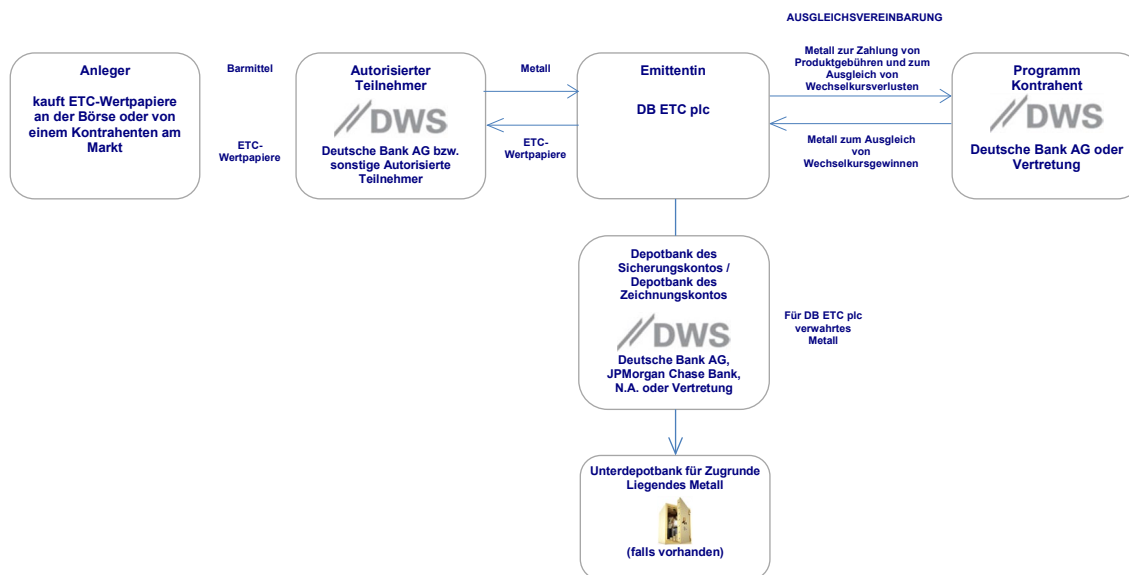 AUSGLEICHSVEREINBARUNG
Anleger
kauft ETC-Wertpapiere
an der Börse oder von
einem Kontrahenten am
Markt
Barmittel
ETC-
Wertpapiere
Autorisierter
Teilnehmer
DWS
Deutsche Bank AG bzw.
sonstige Autorisierte
Teilnehmer
Metall
ETC-
Wertpapiere
Emittentin
DB ETC plc
Metall zur Zahlung von
Produktgebühren und zum
Ausgleich von
Wechselkursverlusten
Metall zum Ausgleich
von
Wechselkursgewinnen
Programm
Kontrahent
DWS
Deutsche Bank AG oder
Vertretung
Depotbank des
Sicherungskontos /
Depotbank des
Zeichnungskontos
DWS
Deutsche Bank AG,
JPMorgan Chase Bank,
N.A. oder Vertretung
Für DB ETC plc
verwahrtes
Metall
Unterdepotbank für Zugrunde
Liegendes Metall
(falls vorhanden)